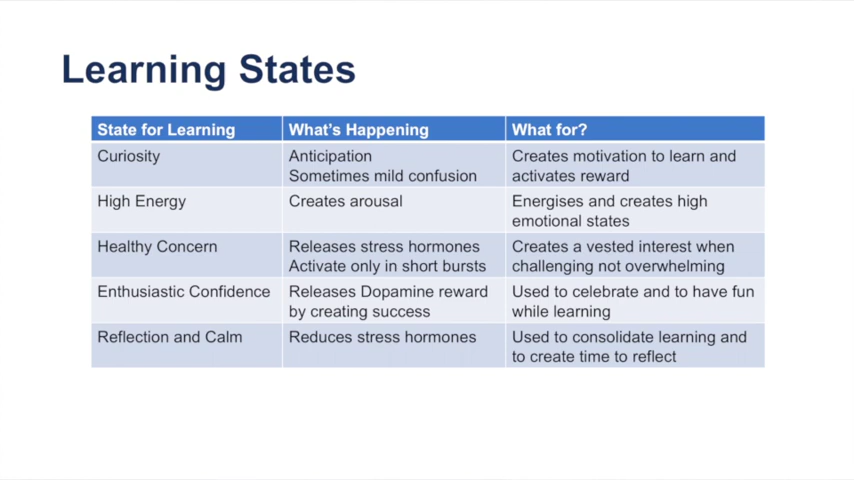 Learning States
State for Learning What's Happening What for?
Curiosity Anticipation Creates motivation to learn and
Sometimes mild confusion activates reward
High Energy Creates arousal Energises and creates high
emotional states
Healthy Concern Releases stress hormones Creates a vested interest when
Activate only in short bursts challenging not overwhelming
Enthusiastic Confidence Releases Dopamine reward Used to celebrate and to have fun
by creating success while learning
Reflection and Calm Reduces stress hormones Used to consolidate learning and
to create time to reflect